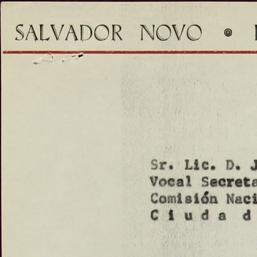 SALVADOR NOVO
Sr. Lic. D. J
Vocal Secreta
Comisión Naci
C i u d a d